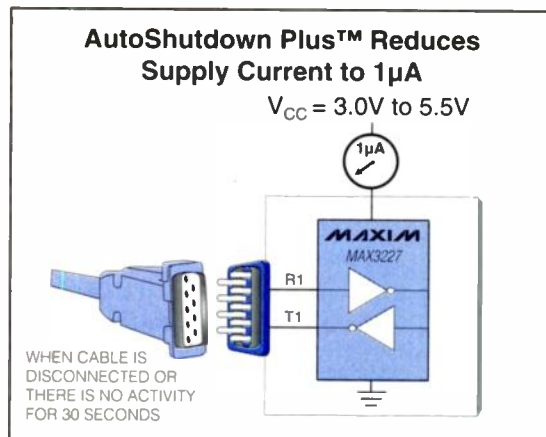 AutoShutdown Plus™ Reduces
Supply Current to 1µA
VCC = 3.0V to 5.5V
1µA
MAXIM
MAX3227
R1
T1
WHEN CABLE IS
DISCONNECTED OR
THERE IS NO ACTIVITY
FOR 30 SECONDS